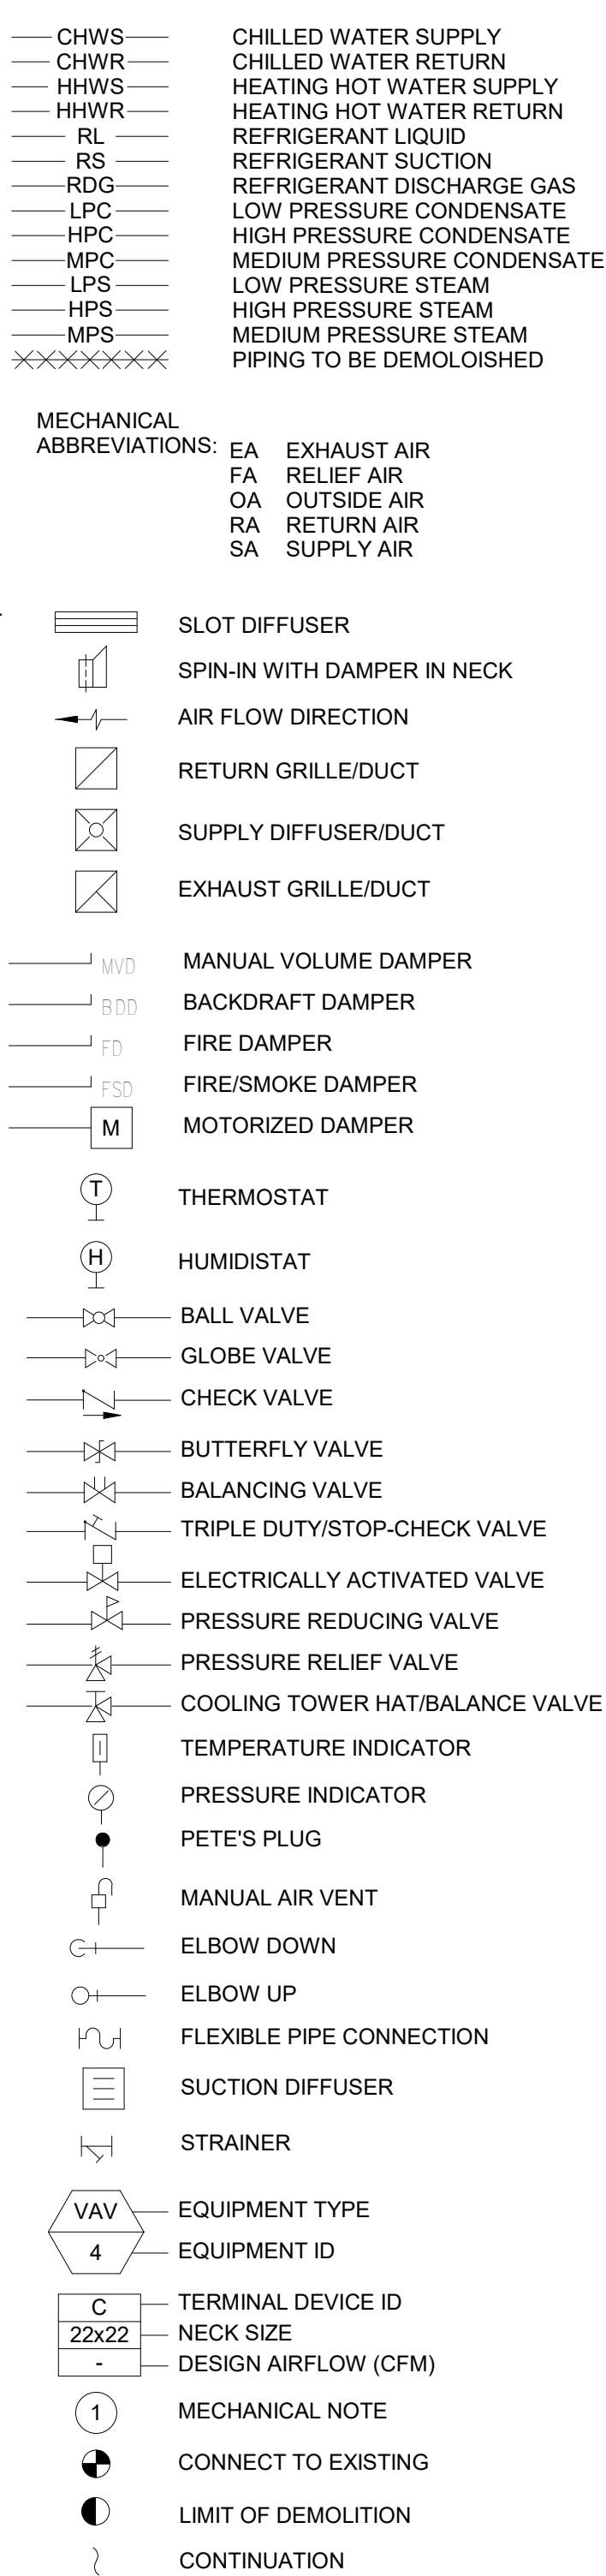 CHWS CHILLED WATER SUPPLY
CHWR CHILLED WATER RETURN
HHWS HEATING HOT WATER SUPPLY
HHWR HEATING HOT WATER RETURN
RL REFRIGERANT LIQUID
RS REFRIGERANT SUCTION
RDG REFRIGERANT DISCHARGE GAS
LPC LOW PRESSURE CONDENSATE
HPC HIGH PRESSURE CONDENSATE
MPC MEDIUM PRESSURE CONDENSATE
LPS LOW PRESSURE STEAM
HPS HIGH PRESSURE STEAM
MPS MEDIUM PRESSURE STEAM
PIPING TO BE DEMOLOISHED
MECHANICAL
ABBREVIATIONS:
EA EXHAUST AIR
FA RELIEF AIR
OA OUTSIDE AIR
RA RETURN AIR
SA SUPPLY AIR
SLOT DIFFUSER
SPIN-IN WITH DAMPER IN NECK
AIR FLOW DIRECTION
RETURN GRILLE/DUCT
SUPPLY DIFFUSER/DUCT
EXHAUST GRILLE/DUCT
MVD MANUAL VOLUME DAMPER
BDD BACKDRAFT DAMPER
FD FIRE DAMPER
FSD FIRE/SMOKE DAMPER
M MOTORIZED DAMPER
T THERMOSTAT
H HUMIDISTAT
BALL VALVE
GLOBE VALVE
CHECK VALVE
BUTTERFLY VALVE
BALANCING VALVE
TRIPLE DUTY/STOP-CHECK VALVE
ELECTRICALLY ACTIVATED VALVE
PRESSURE REDUCING VALVE
PRESSURE RELIEF VALVE
COOLING TOWER HAT/BALANCE VALVE
TEMPERATURE INDICATOR
PRESSURE INDICATOR
PETE'S PLUG
MANUAL AIR VENT
ELBOW DOWN
ELBOW UP
FLEXIBLE PIPE CONNECTION
SUCTION DIFFUSER
STRAINER
VAV EQUIPMENT TYPE
4 EQUIPMENT ID
C TERMINAL DEVICE ID
22x22 NECK SIZE
- DESIGN AIRFLOW (CFM)
1 MECHANICAL NOTE
CONNECT TO EXISTING
LIMIT OF DEMOLITION
CONTINUATION